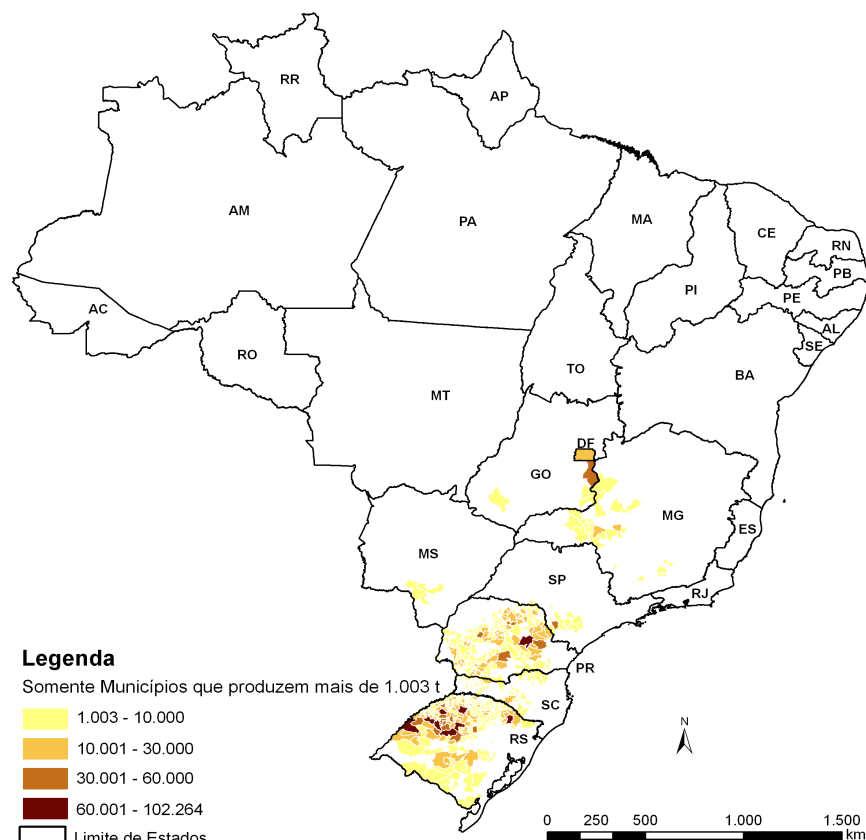 RR
AP
AM
PA
MA
CE
RN
PB
PI
PE
AC
AL
SE
RO
TO
BA
MT
DF
GO
MG
ES
MS
SP
RJ
PR
SC
RS
Legenda
Somente Municípios que produzem mais de 1.003 t
1.003 - 10.000
10.001 - 30.000
30.001 - 60.000
60.001 - 102.264
Limite de Estados
N
0 250 500 1.000 1.500
km